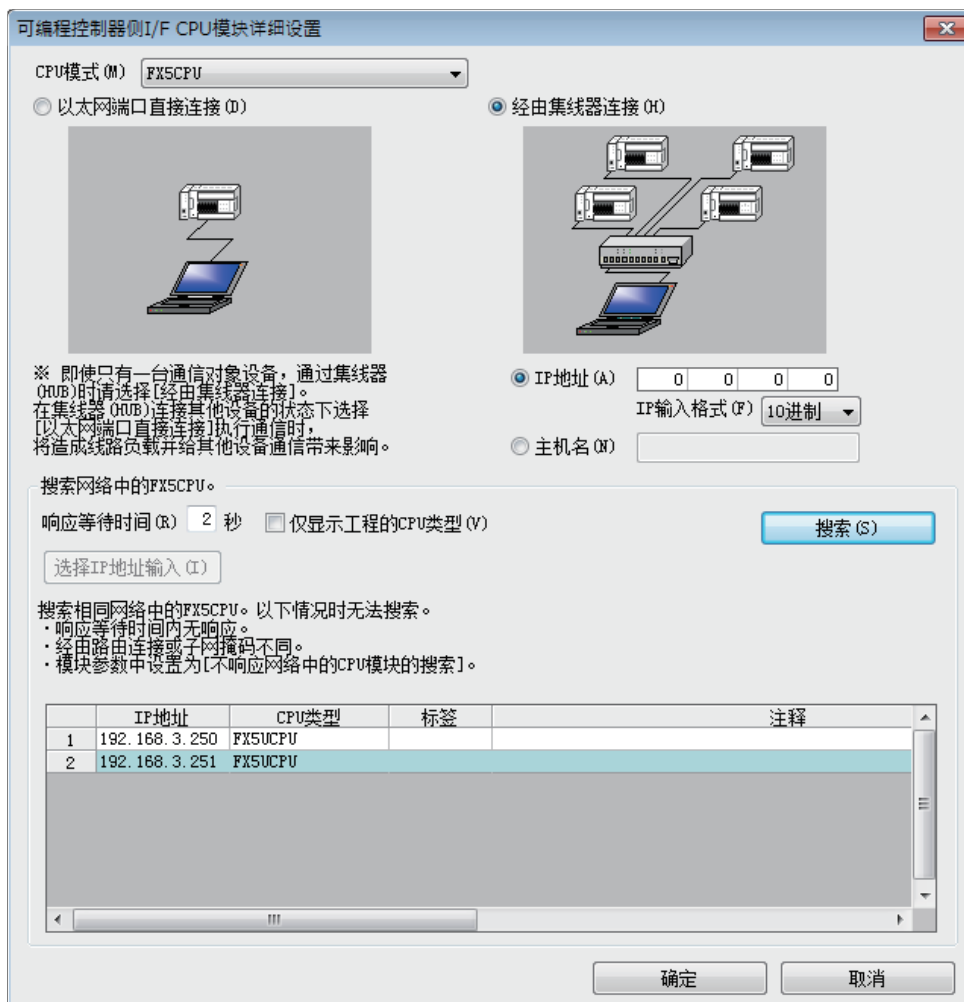 可编程控制器侧I/F CPU模块详细设置
CPU模式(M) FX5CPU
以太网端口直接连接(D) 经由集线器连接(H)
※ 即使只有一台通信对象设备，通过集线器
(HUB)时请选择[经由集线器连接]。
在集线器(HUB)连接其他设备的状态下选择
[以太网端口直接连接]执行通信时，
将造成线路负载并给其他设备通信带来影响。
IP地址(A) 0 0 0 0
IP输入格式(F) 10进制
主机名(N)
搜索网络中的FX5CPU。
响应等待时间(R) 2 秒 仅显示工程的CPU类型(V) 搜索(S)
选择IP地址输入(I)
搜索相同网络中的FX5CPU。以下情况时无法搜索。
·响应等待时间内无响应。
·经由路由连接或子网掩码不同。
·模块参数中设置为[不响应网络中的CPU模块的搜索]。
IP地址 CPU类型 标签 注释
1 192.168.3.250 FX5UCPU
2 192.168.3.251 FX5UCPU
确定 取消